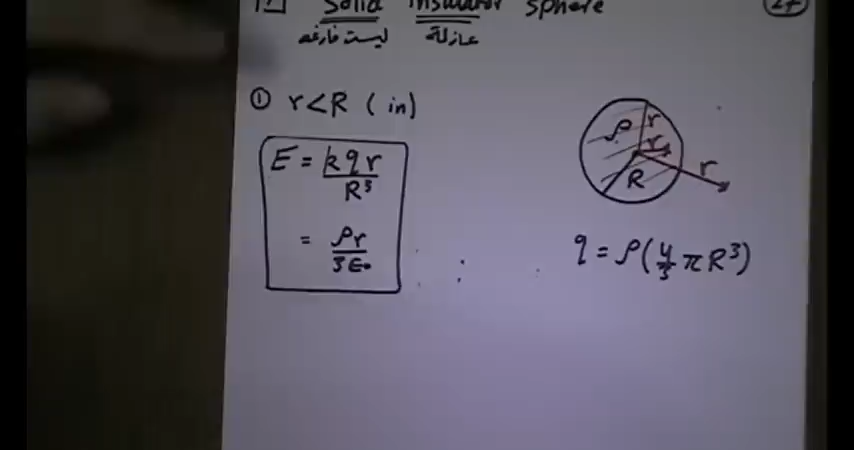 Solid Insulator Sphere
ليست فارغة عازلة
① r<R (in)
E = kqr/R³
= ρr/3ε₀
ρ
r
r
r
R
q = ρ(4/3 πR³)